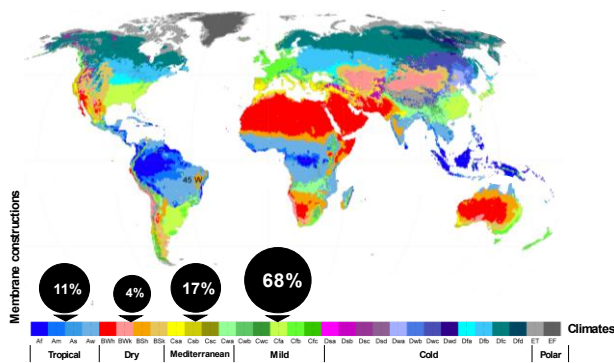 45 W
Membrane constructions
11% 4% 17% 68%
Climates
Af Am As Aw BWh BWk BSh BSk Csa Csb Csc Cwa Cwb Cwc Cfa Cfb Cfc Dsa Dsb Dsc Dsd Dwa Dwb Dwc Dwd Dfa Dfb Dfc Dfd ET EF
Tropical Dry Mediterranean Mild Cold Polar